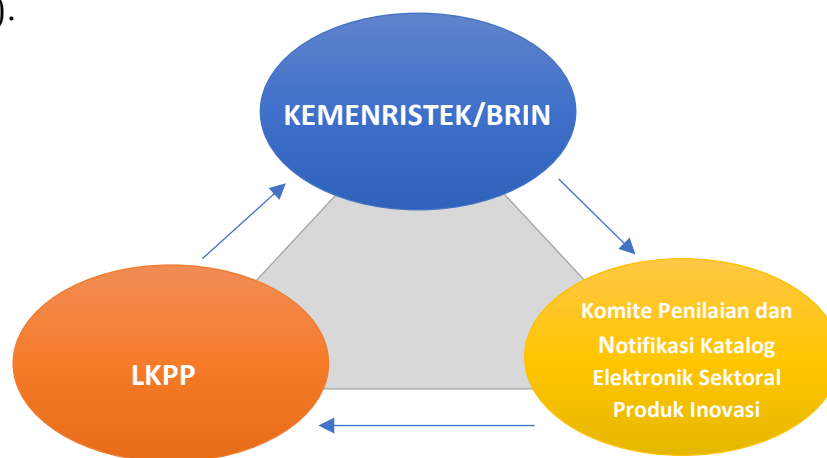 ).
KEMENRISTEK/BRIN
LKPP
Komite Penilaian dan
Notifikasi Katalog
Elektronik Sektoral
Produk Inovasi